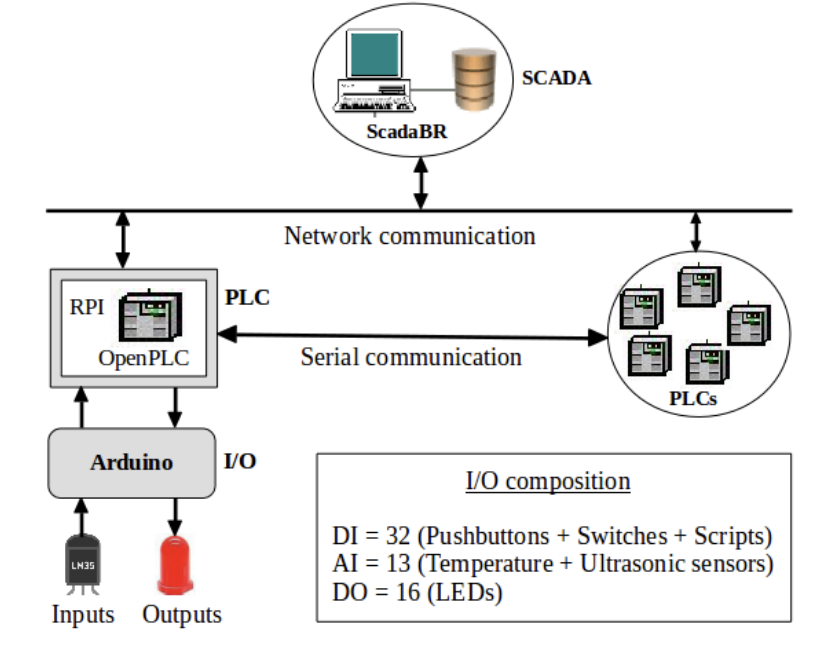 SCADA
ScadaBR
Network communication
RPI
OpenPLC
PLC
Serial communication
PLCs
Arduino
I/O
LM35
Inputs
Outputs
I/O composition
DI = 32 (Pushbuttons + Switches + Scripts)
AI = 13 (Temperature + Ultrasonic sensors)
DO = 16 (LEDs)